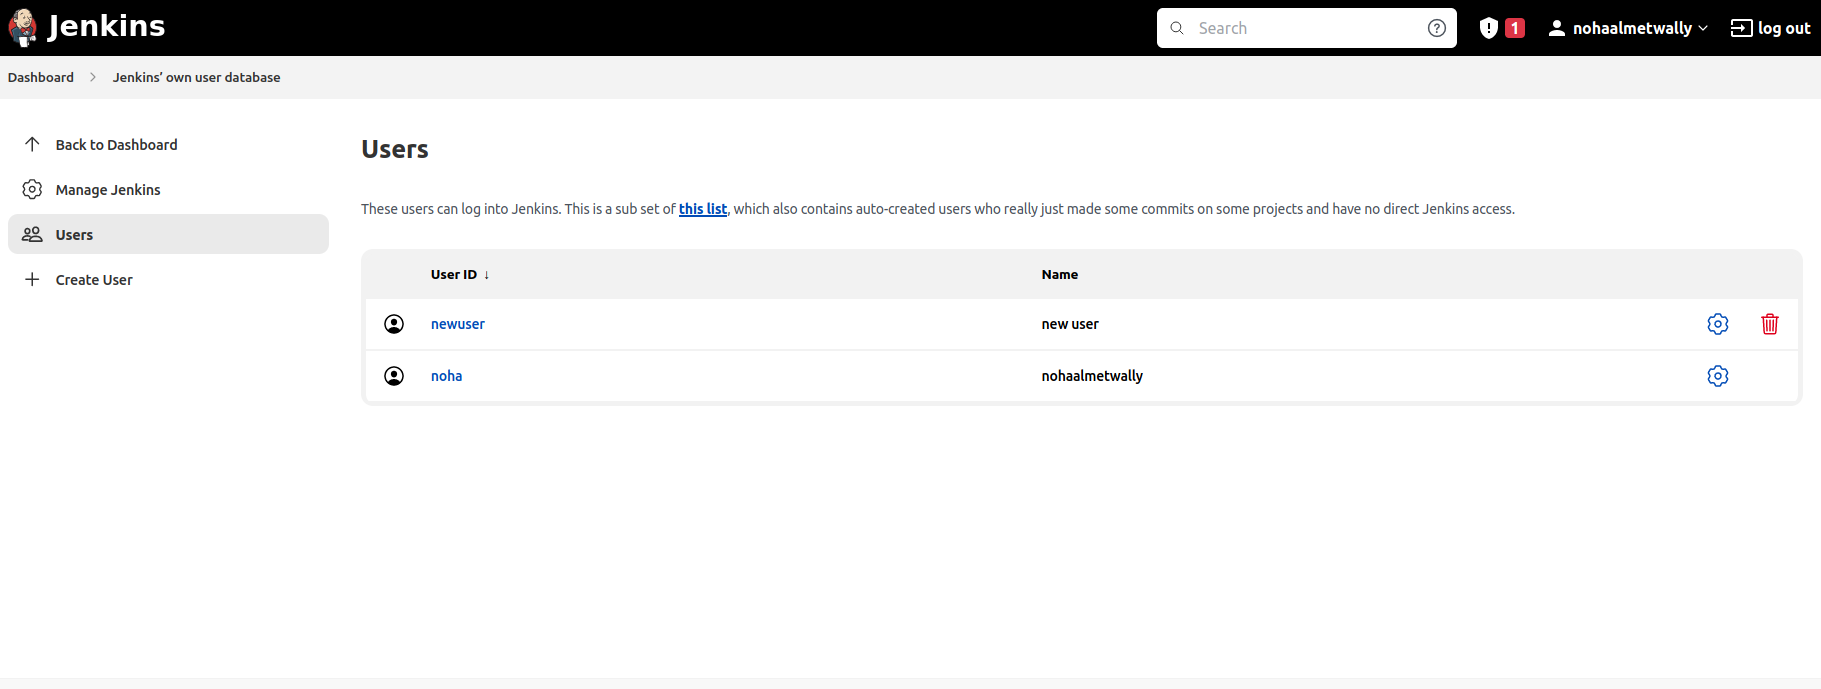 Jenkins
Search
1
nohaalmetwally
log out
Dashboard
Jenkins’ own user database
Back to Dashboard
Manage Jenkins
Users
Create User
Users
These users can log into Jenkins. This is a sub set of this list, which also contains auto-created users who really just made some commits on some projects and have no direct Jenkins access.
User ID ↓ Name
newuser new user
noha nohaalmetwally